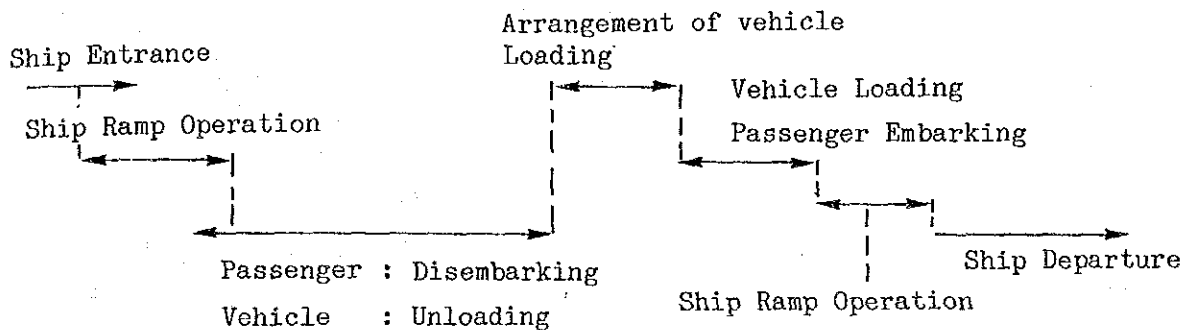 Arrangement of vehicle
Loading
Ship Entrance
Vehicle Loading
Ship Ramp Operation
Passenger Embarking
Passenger : Disembarking
Ship Departure
Ship Ramp Operation
Vehicle : Unloading